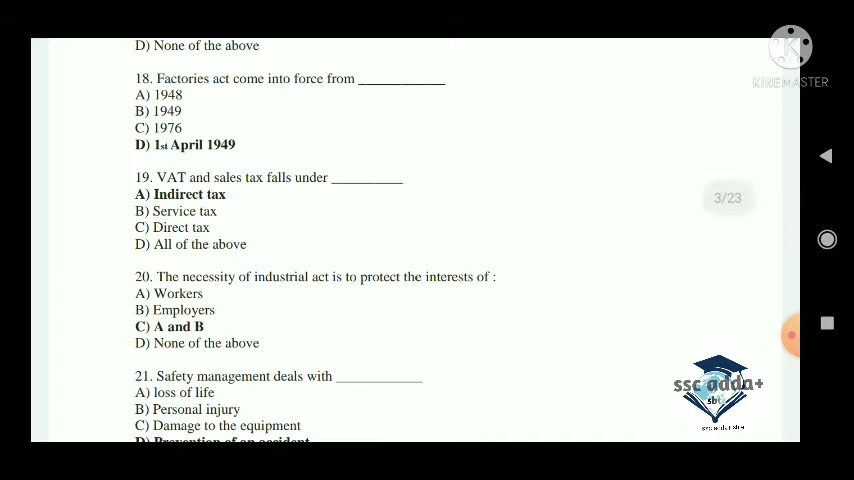 D) None of the above
18. Factories act come into force from ____________
A) 1948
B) 1949
C) 1976
D) 1st April 1949
19. VAT and sales tax falls under __________
A) Indirect tax
B) Service tax
C) Direct tax
D) All of the above
20. The necessity of industrial act is to protect the interests of :
A) Workers
B) Employers
C) A and B
D) None of the above
21. Safety management deals with ____________
A) loss of life
B) Personal injury
C) Damage to the equipment
D) Prevention of an accident
K
KINEMASTER
3/23
ssc adda+